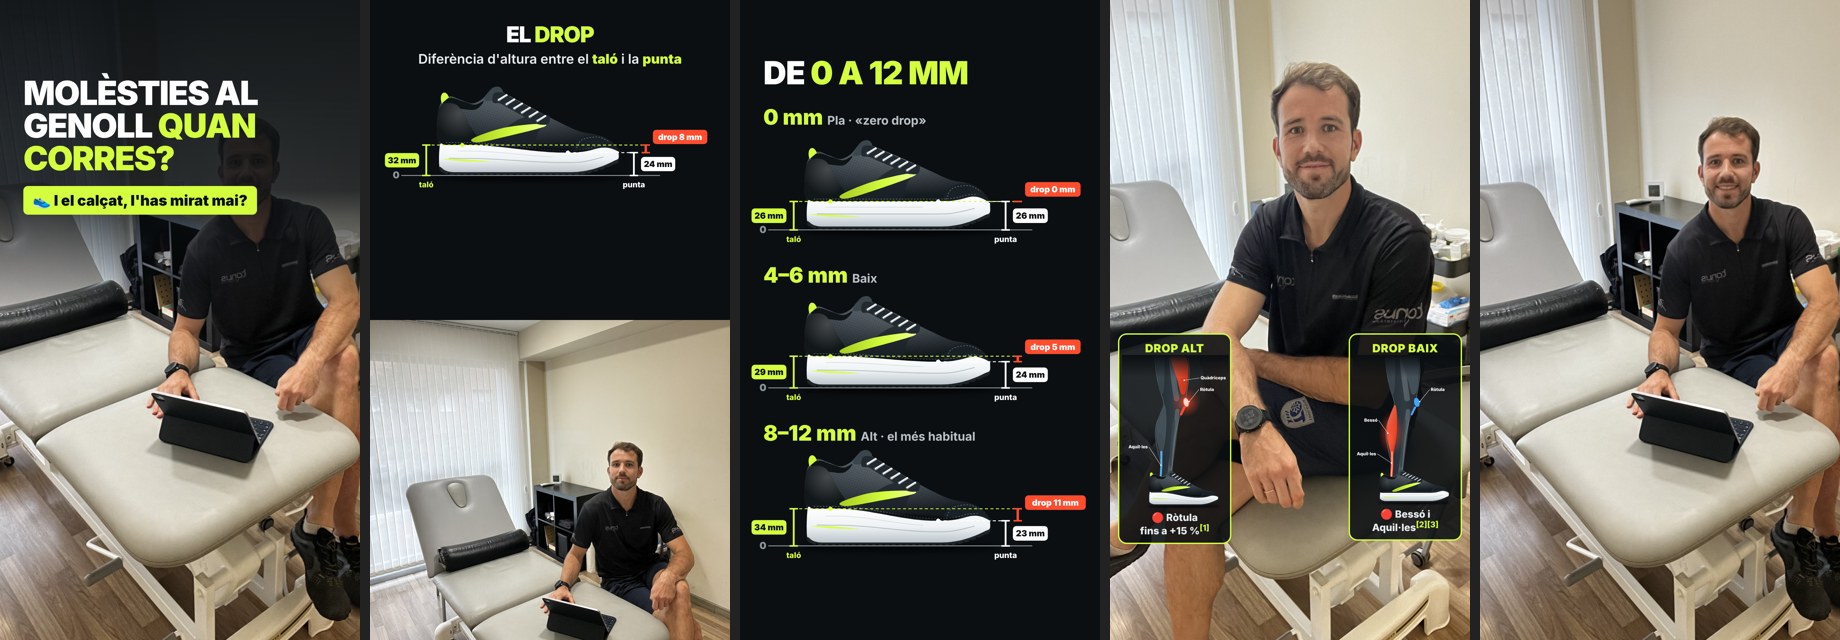 MOLÈSTIES AL
GENOLL QUAN
CORRES?
I el calçat, l'has mirat mai?
EL DROP
Diferència d'altura entre el taló i la punta
drop 8 mm
32 mm
24 mm
0
taló
punta
DE 0 A 12 MM
0 mm Pla · «zero drop»
drop 0 mm
26 mm
26 mm
0
taló
punta
4–6 mm Baix
drop 5 mm
29 mm
24 mm
0
taló
punta
8–12 mm Alt · el més habitual
drop 11 mm
34 mm
23 mm
0
taló
punta
DROP ALT
Quàdriceps
Ròtula
Aquil·les
Ròtula
fins a +15 %[1]
DROP BAIX
Ròtula
Bessó
Aquil·les
Bessó i
Aquil·les[2][3]